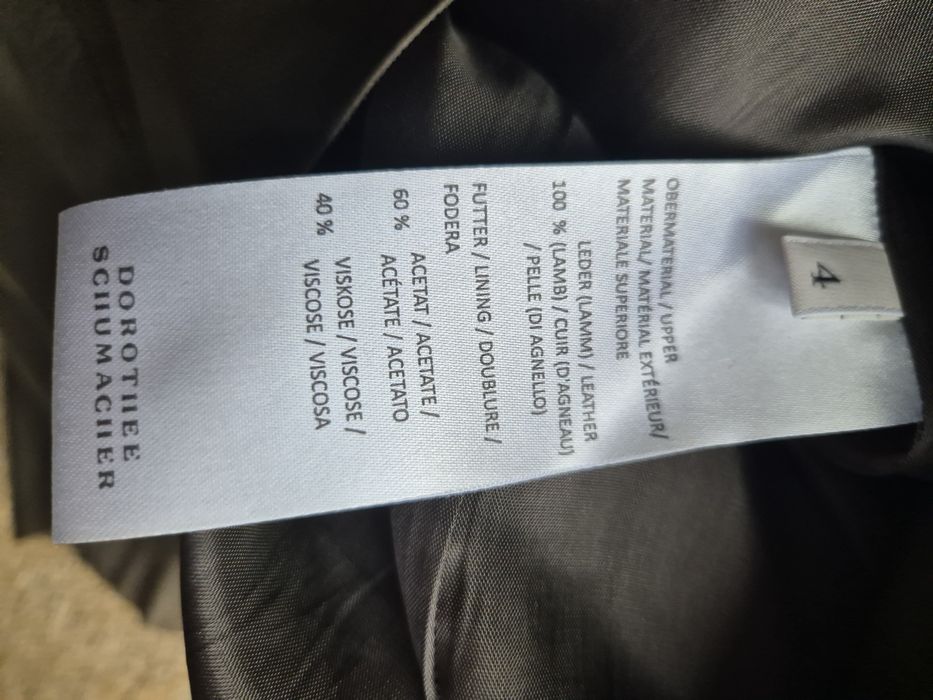 4
OBERMATERIAL / UPPER
MATERIAL/ MATÉRIAL EXTÉRIEUR/
MATERIALE SUPERIORE
LEDER (LAMM) / LEATHER
100 % (LAMB) / CUIR (D'AGNEAU)
/ PELLE (DI AGNELLO)
FUTTER / LINING / DOUBLURE /
FODERA
ACETAT / ACETATE /
60 % ACÉTATE / ACETATO
VISKOSE / VISCOSE /
40 % VISCOSE / VISCOSA
DOROTHEE
SCHUMACHER